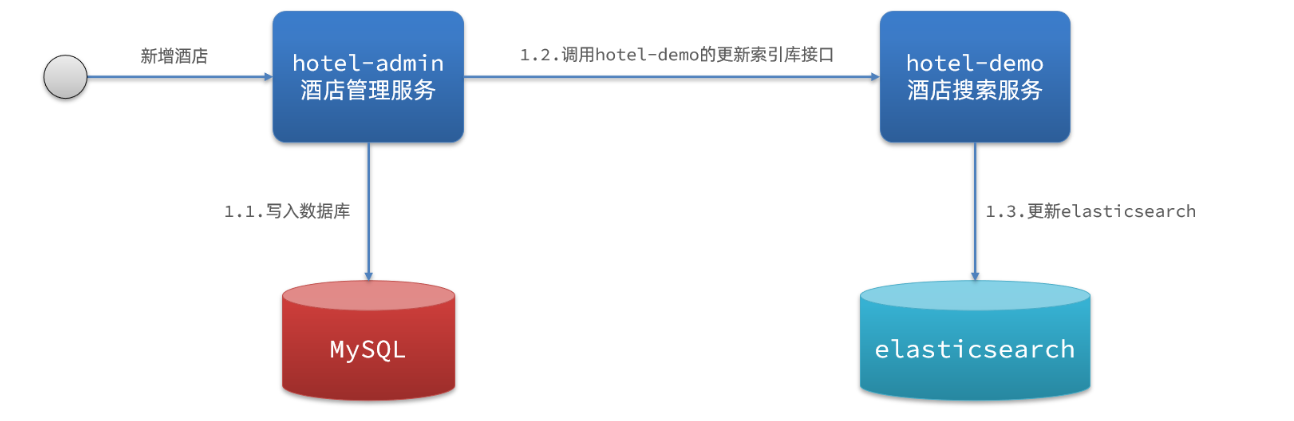 新增酒店
hotel-admin
酒店管理服务
1.2.调用hotel-demo的更新索引库接口
hotel-demo
酒店搜索服务
1.1.写入数据库
1.3.更新elasticsearch
MySQL
elasticsearch